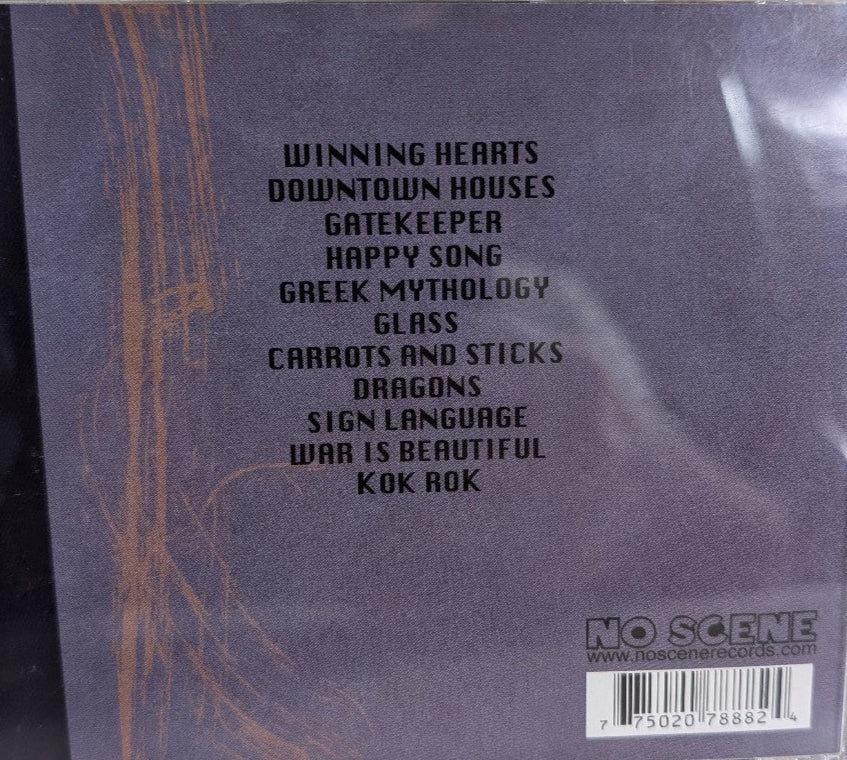 WINNING HEARTS
DOWNTOWN HOUSES
GATEKEEPER
HAPPY SONG
GREEK MYTHOLOGY
GLASS
CARROTS AND STICKS
DRAGONS
SIGN LANGUAGE
WAR IS BEAUTIFUL
KOK ROK
NO SCENE
www.noscenerecords.com
7 75020 78882 4